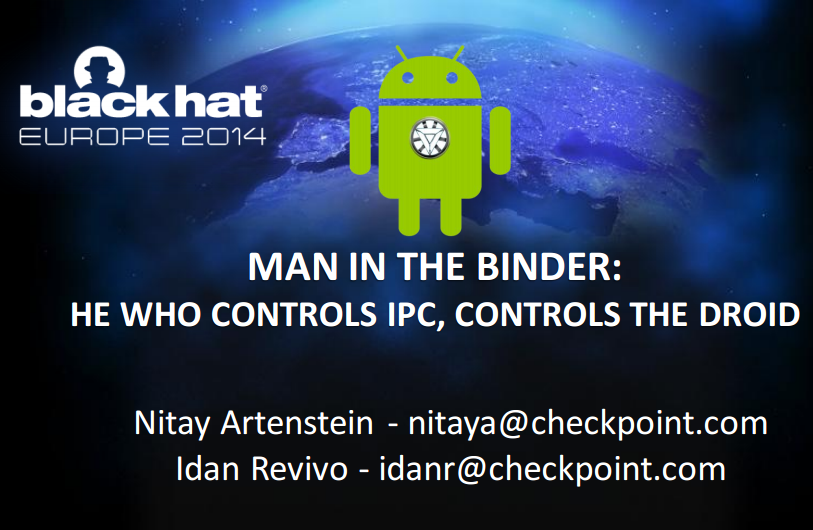 black hat®
EUROPE 2014
MAN IN THE BINDER:
HE WHO CONTROLS IPC, CONTROLS THE DROID
Nitay Artenstein - nitaya@checkpoint.com
Idan Revivo - idanr@checkpoint.com